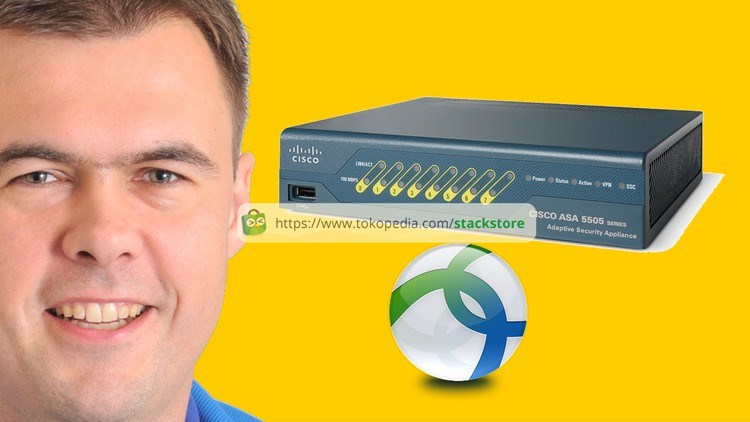 CISCO
LINK/ACT
100 MBPS
0 1 2 3 4 5 6 7
Power Status Active VPN SSC
CISCO ASA 5505 SERIES
Adaptive Security Appliance
https://www.tokopedia.com/stackstore